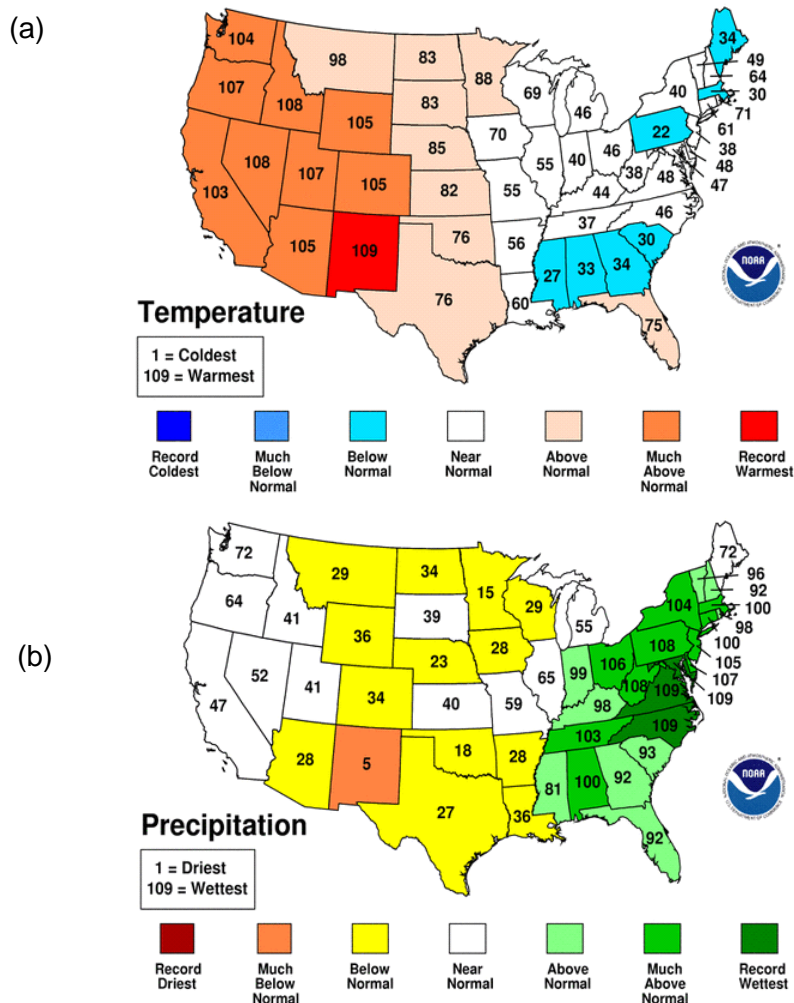 (a)
104
98
83
88
34
49
64
30
71
61
38
48
47
107
108
105
83
69
46
40
22
85
70
55
40
46
38
48
103
108
107
105
82
55
44
46
37
105
109
76
56
30
76
60
27
33
34
75
NOAA
Temperature
1 = Coldest
109 = Warmest
Record
Coldest
Much
Below
Normal
Below
Normal
Near
Normal
Above
Normal
Much
Above
Normal
Record
Warmest
(b)
72
29
34
15
72
96
92
100
98
100
105
107
109
64
41
36
39
29
55
104
108
23
28
65
99
106
108
109
47
52
41
34
40
59
98
109
103
28
5
18
28
93
27
36
81
100
92
92
NOAA
Precipitation
1 = Driest
109 = Wettest
Record
Driest
Much
Below
Normal
Below
Normal
Near
Normal
Above
Normal
Much
Above
Normal
Record
Wettest